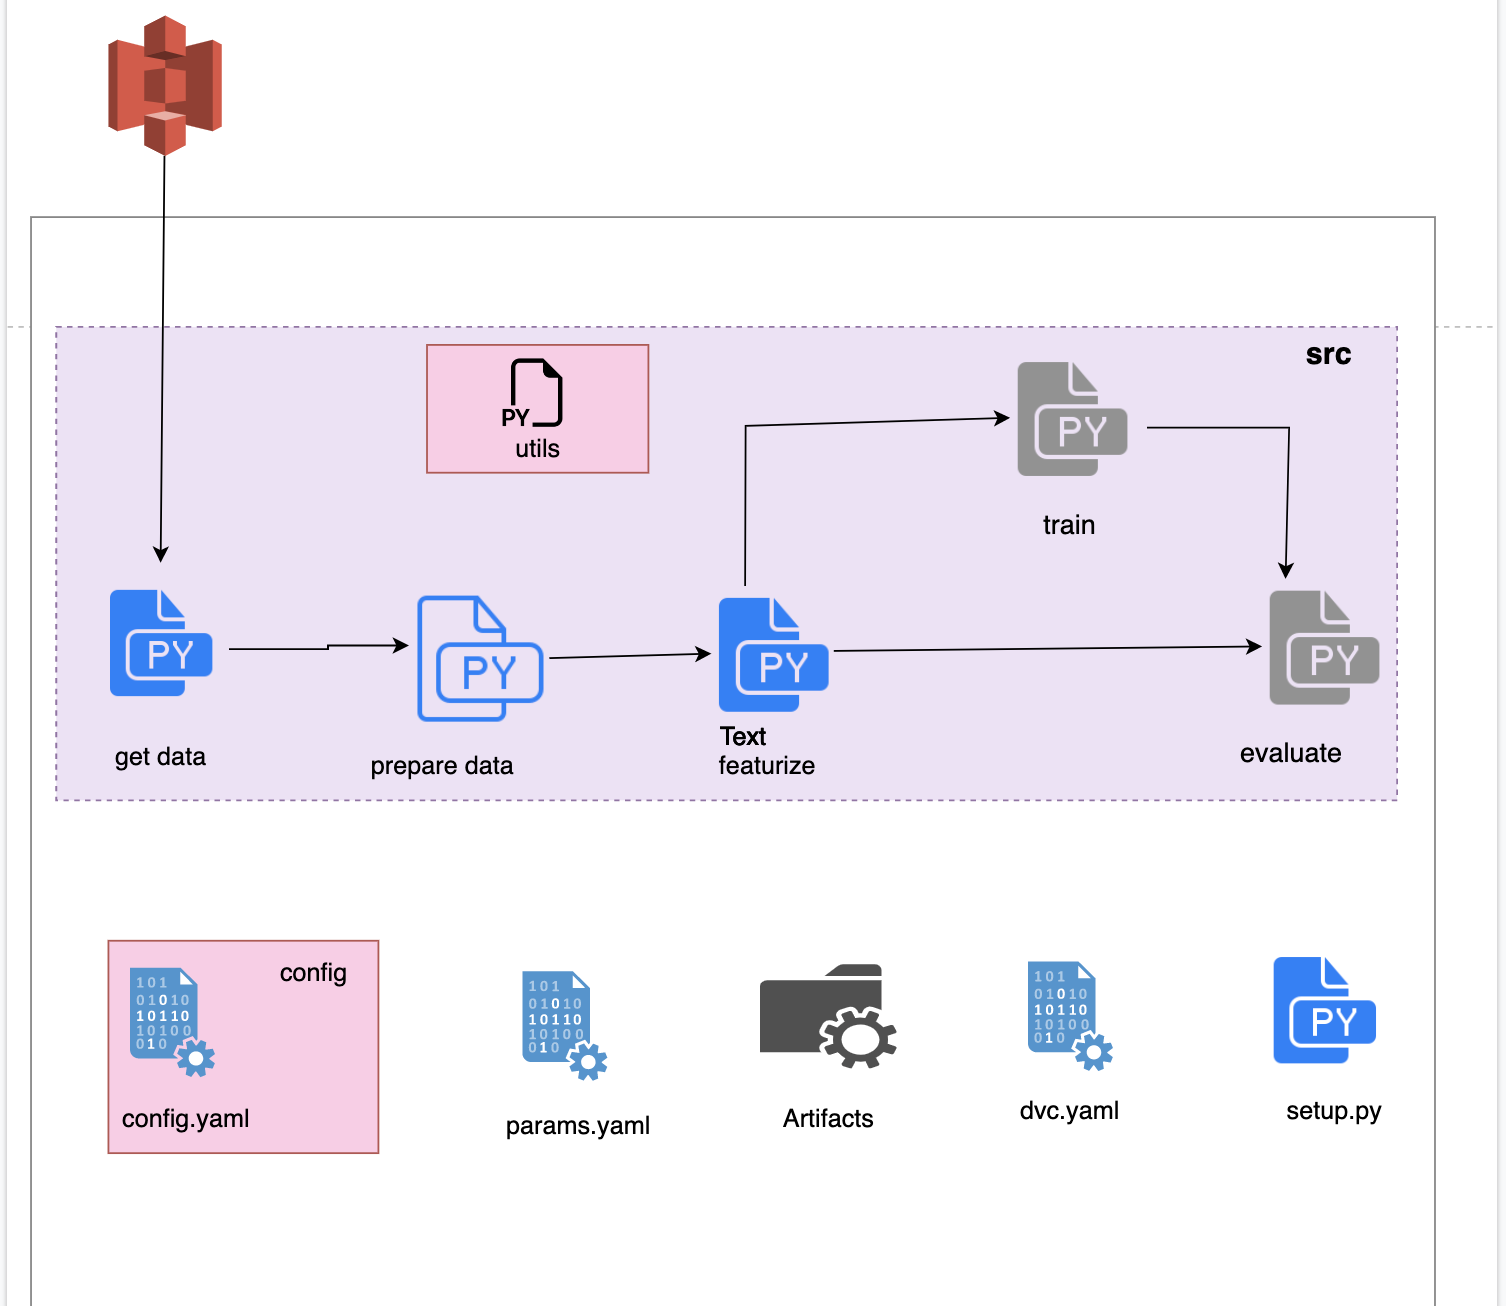 src
PY
utils
PY
train
PY
PY
PY
PY
get data
prepare data
Text
featurize
evaluate
config
101
01010
10110
10100
010
config.yaml
101
01010
10110
10100
010
params.yaml
Artifacts
101
01010
10110
10100
010
dvc.yaml
PY
setup.py